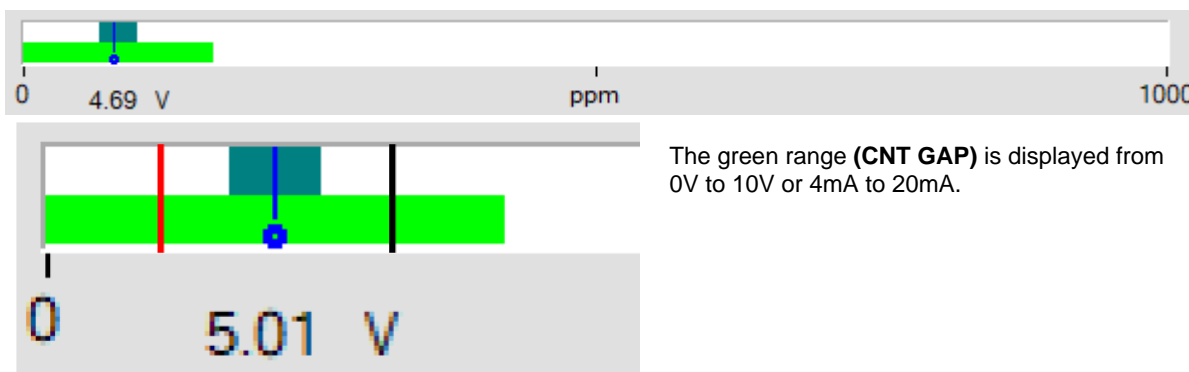 0 4.69 V ppm 1000
The green range (CNT GAP) is displayed from
0V to 10V or 4mA to 20mA.
0 5.01 V